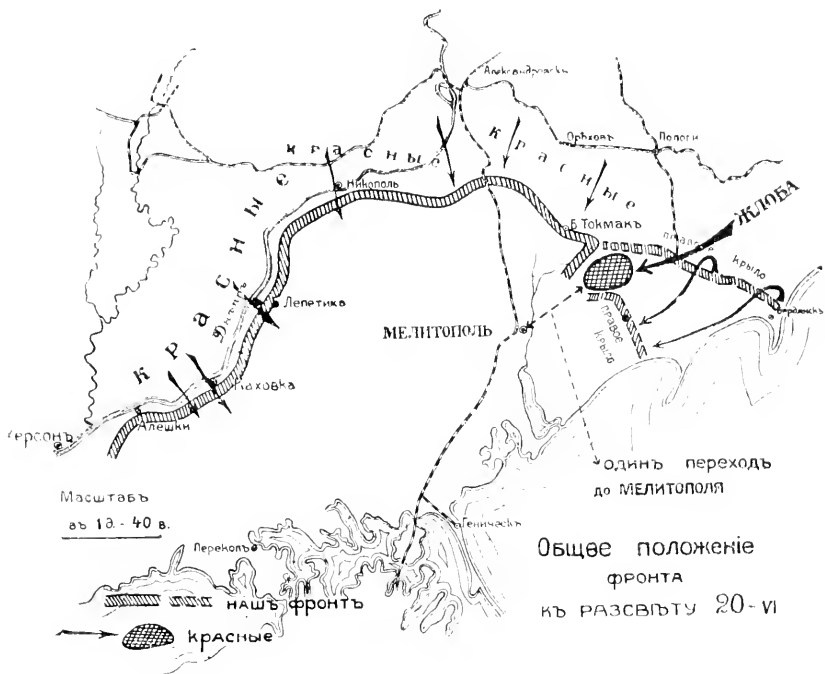 Александровскъ
Орѣховъ
Пологи
красные
красные
красные
Никополь
Б. Токмакъ
ЖЛОБА
правое крыло
Бердянскъ
Днѣпръ
Лепетиха
МЕЛИТОПОЛЬ
правое
крыло
Каховка
Алешки
Херсонъ
одинъ переходъ
до МЕЛИТОПОЛЯ
Масштабъ
въ 1д - 40 в.
Геническъ
Перекопъ
Общее положеніе
фронта
къ разсвѣту 20-VI
нашъ фронтъ
красные